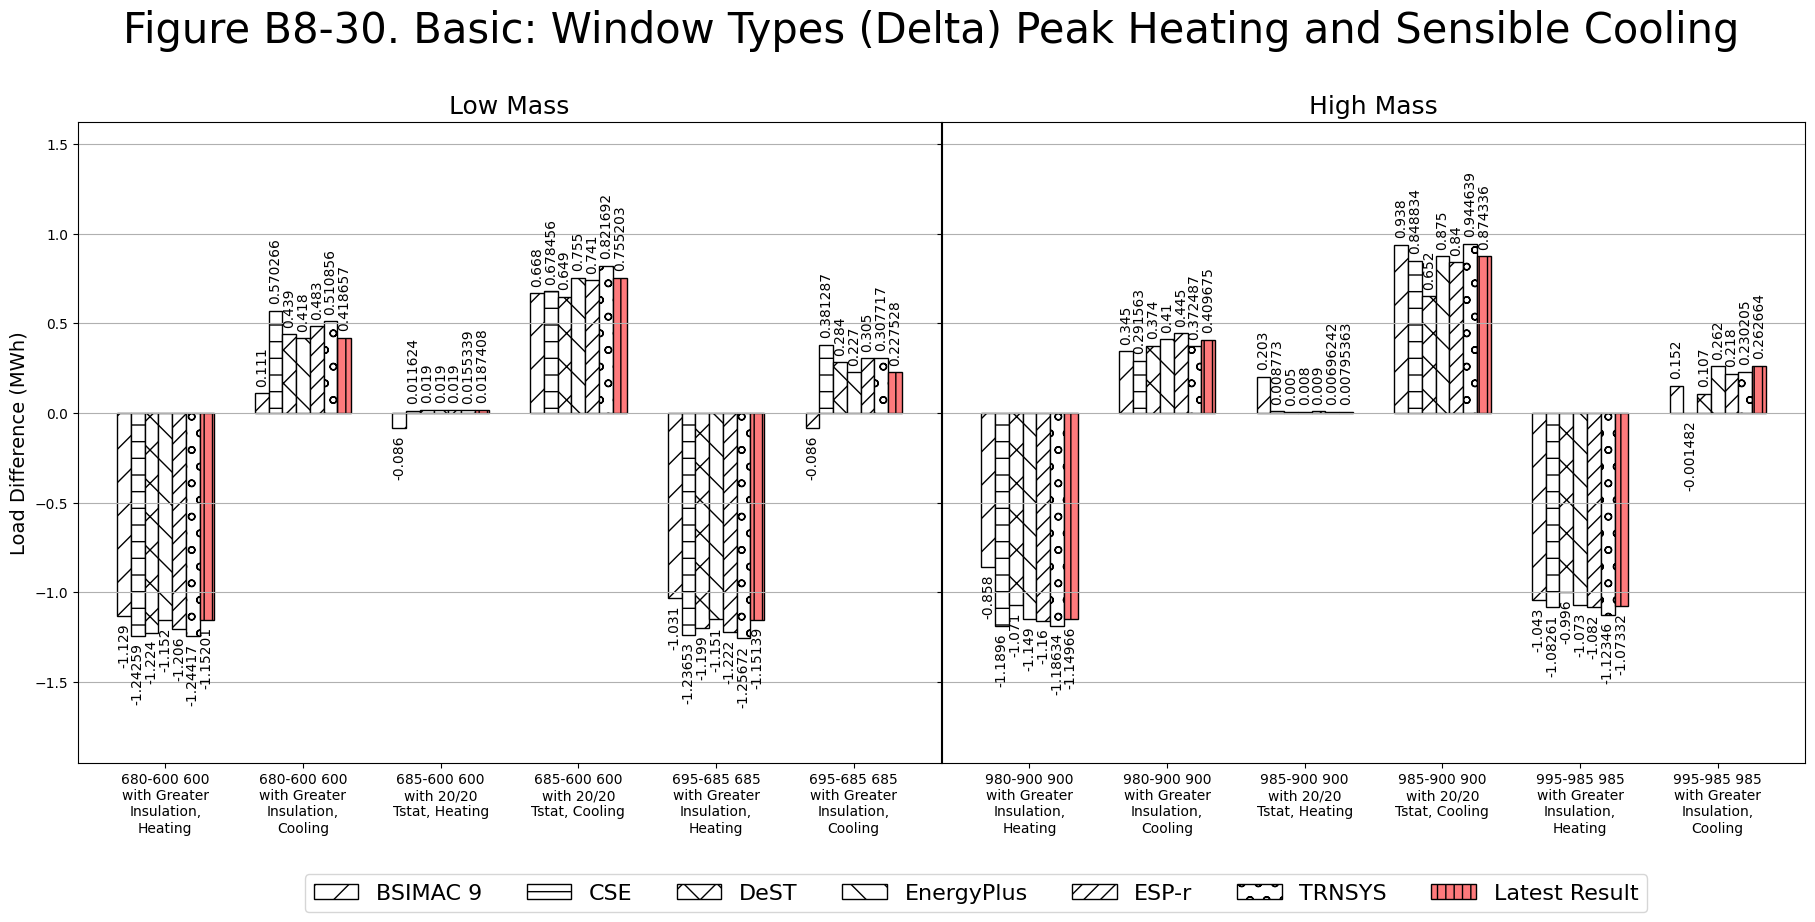 Figure B8-30. Basic: Window Types (Delta) Peak Heating and Sensible Cooling
Low Mass
High Mass
Load Difference (MWh)
1.5
1.0
0.5
0.0
−0.5
−1.0
−1.5
-1.129
-1.24259
-1.224
-1.152
-1.206
-1.24417
-1.15201
0.111
0.570266
0.439
0.418
0.483
0.510856
0.418657
-0.086
0.011624
0.019
0.019
0.019
0.0155339
0.0187408
0.668
0.678456
0.649
0.755
0.741
0.821692
0.755203
-1.031
-1.23653
-1.199
-1.151
-1.222
-1.25672
-1.15139
-0.086
0.381287
0.284
0.227
0.305
0.307717
0.227528
-0.858
-1.1896
-1.071
-1.149
-1.16
-1.18634
-1.14966
0.345
0.291563
0.374
0.41
0.445
0.372487
0.409675
0.203
0.008773
0.005
0.008
0.009
0.00696242
0.00795363
0.938
0.848834
0.652
0.875
0.84
0.944639
0.874336
-1.043
-1.08261
-0.996
-1.073
-1.082
-1.12346
-1.07332
0.152
-0.001482
0.107
0.262
0.218
0.230205
0.262664
680-600 600
with Greater
Insulation,
Heating
680-600 600
with Greater
Insulation,
Cooling
685-600 600
with 20/20
Tstat, Heating
685-600 600
with 20/20
Tstat, Cooling
695-685 685
with Greater
Insulation,
Heating
695-685 685
with Greater
Insulation,
Cooling
980-900 900
with Greater
Insulation,
Heating
980-900 900
with Greater
Insulation,
Cooling
985-900 900
with 20/20
Tstat, Heating
985-900 900
with 20/20
Tstat, Cooling
995-985 985
with Greater
Insulation,
Heating
995-985 985
with Greater
Insulation,
Cooling
BSIMAC 9
CSE
DeST
EnergyPlus
ESP-r
TRNSYS
Latest Result